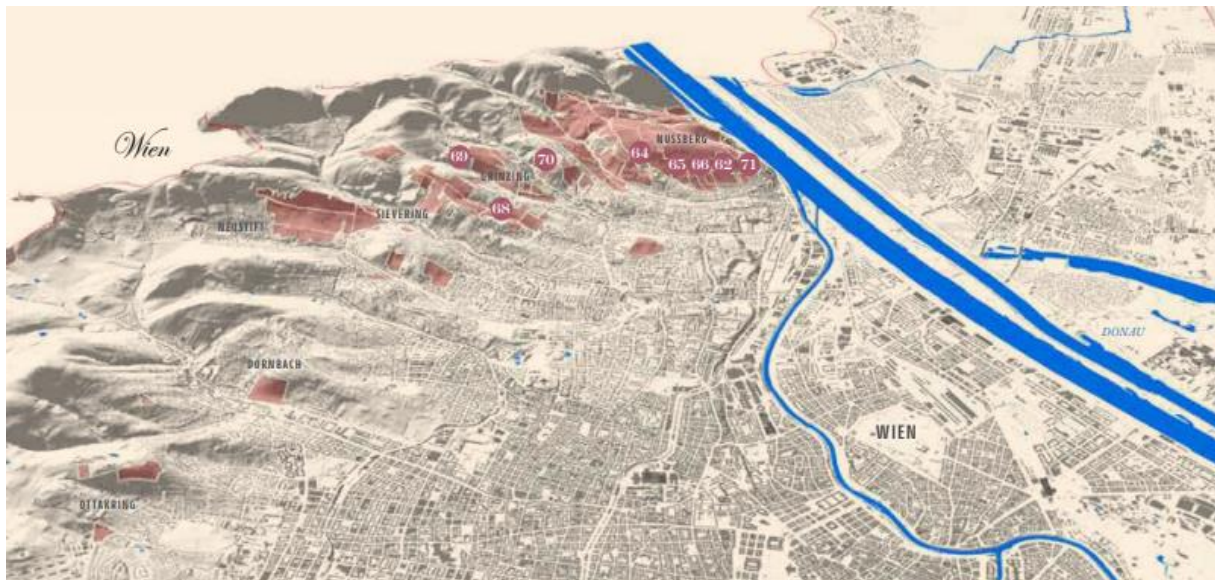 NUSSBERG
Wien
69
70
64
65
66
62
71
GRINZING
68
SIEVERING
NEUSTIFT
DONAU
DORNBACH
WIEN
OTTAKRING